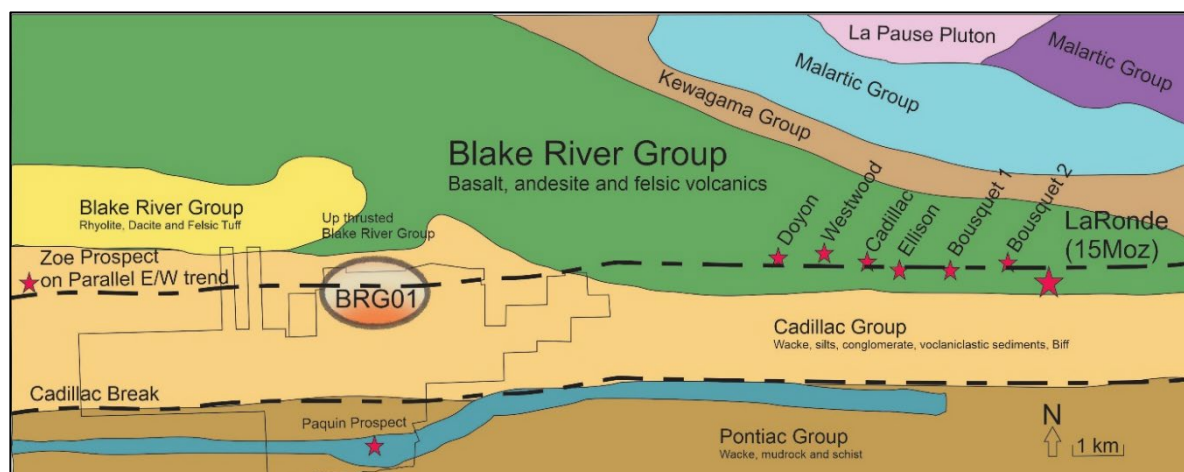 La Pause Pluton
Malartic Group
Malartic Group
Kewagama Group
Blake River Group
Basalt, andesite and felsic volcanics
Blake River Group
Rhyolite, Dacite and Felsic Tuff
Up thrusted
Blake River Group
Doyon
Westwood
Cadillac
Ellison
Bousquet 1
Bousquet 2
LaRonde
(15Moz)
Zoe Prospect
on Parallel E/W trend
BRG01
Cadillac Group
Wacke, silts, conglomerate, voclaniclastic sediments, Biff
Cadillac Break
Paquin Prospect
Pontiac Group
Wacke, mudrock and schist
N
1 km